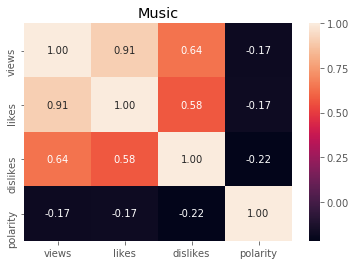 Music
views 1.00 0.91 0.64 -0.17
likes 0.91 1.00 0.58 -0.17
dislikes 0.64 0.58 1.00 -0.22
polarity -0.17 -0.17 -0.22 1.00
views likes dislikes polarity
1.00
0.75
0.50
0.25
0.00